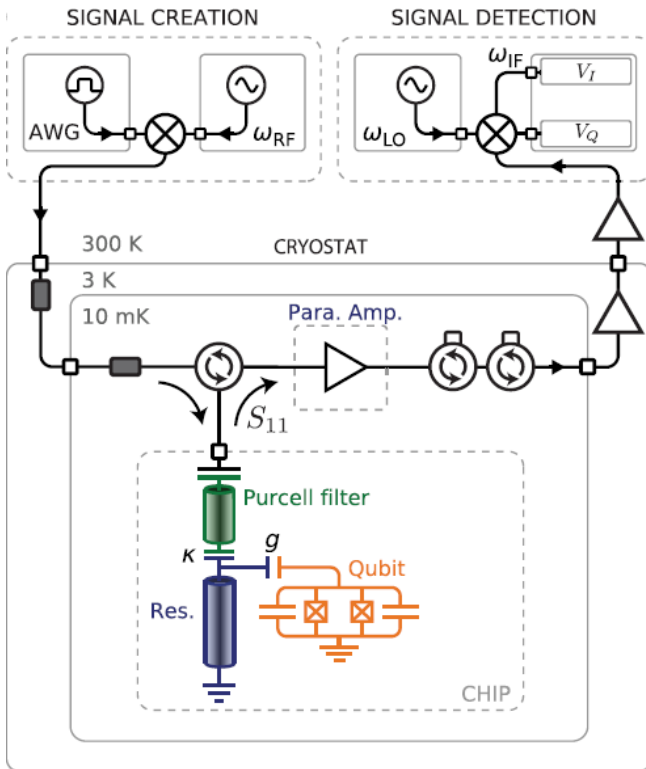 SIGNAL CREATION
SIGNAL DETECTION
AWG
ω_RF
ω_LO
ω_IF
V_I
V_Q
300 K
CRYOSTAT
3 K
10 mK
Para. Amp.
S_11
Purcell filter
κ
g
Qubit
Res.
CHIP